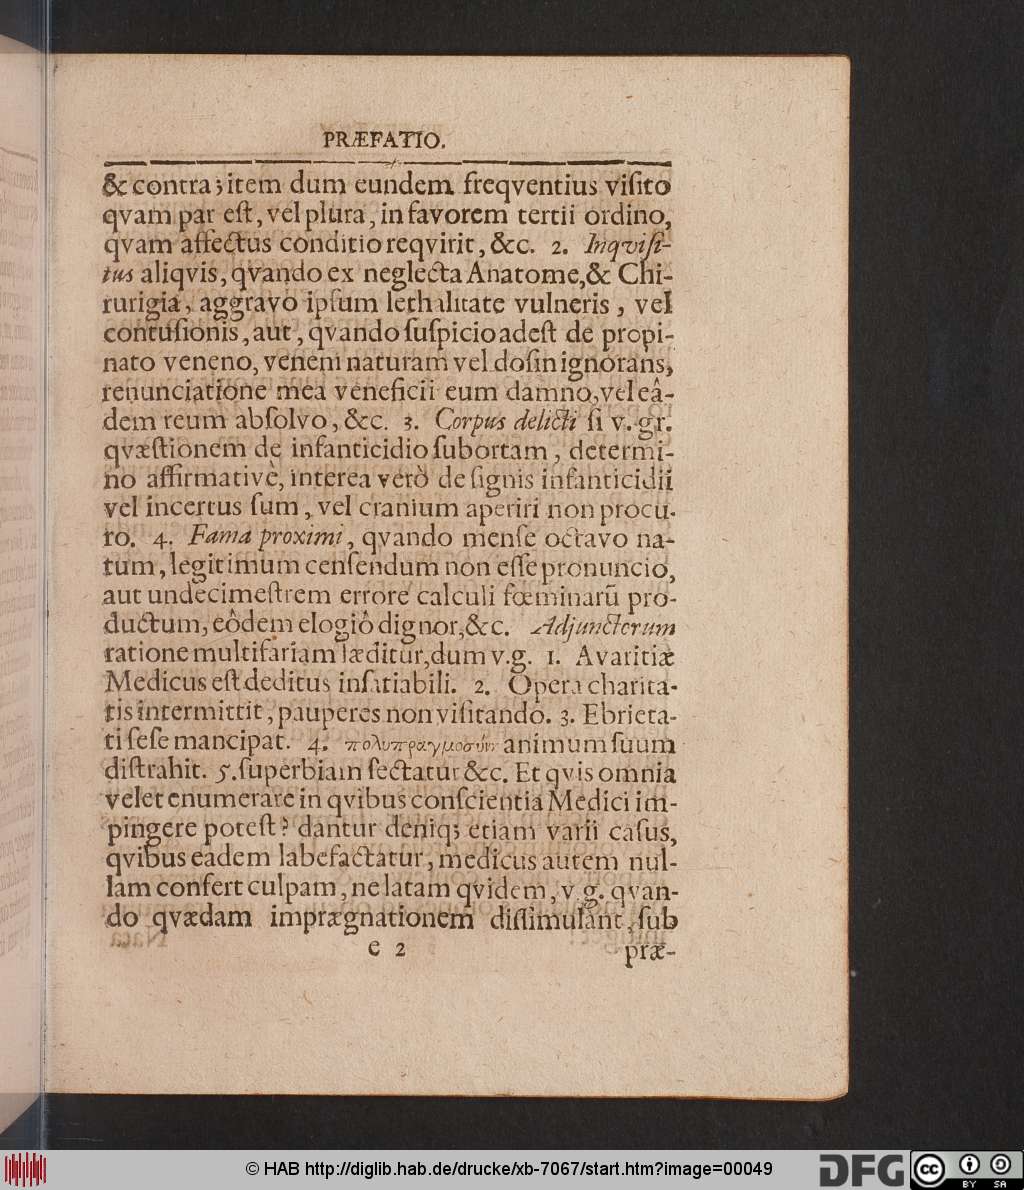 PRÆFATIO.
& contra; item dum eundem freqventius viſito
qvam par eſt, vel plura, in favorem tertii ordino,
qvam affectus conditio reqvirit, &c. 2. Inqviſi-
tus aliqvis, qvando ex neglecta Anatome, & Chi-
rurigia, aggravo ipſum lethalitate vulneris, vel
contuſionis, aut, qvando ſuſpicio adeſt de propi-
nato veneno, veneni naturam vel doſin ignorans,
renunciatione mea veneficii eum damno, vel eâ-
dem reum abſolvo, &c. 3. Corpus delicti ſi v. gr.
qvæſtionem de infanticidio ſubortam, determi-
no affirmativè, interea verò de ſignis infanticidii
vel incertus ſum, vel cranium aperiri non procu-
ro. 4. Fama proximi, qvando menſe octavo na-
tum, legitimum cenſendum non eſſe pronuncio,
aut undecimeſtrem errore calculi fœminarũ pro-
ductum, eôdem elogiô dignor, &c. Adjunctorum
ratione multifariam læditur, dum v. g. 1. Avaritiæ
Medicus eſt deditus inſatiabili. 2. Opera charita-
tis intermittit, pauperes non viſitando. 3. Ebrieta-
ti ſeſe mancipat. 4. πολυπραγμοσύνῃ animum ſuum
diſtrahit. 5. ſuperbiam ſectatur &c. Et qvis omnia
velet enumerare in qvibus conſcientia Medici im-
pingere poteſt? dantur deniq; etiam varii caſus,
qvibus eadem labefactatur, medicus autem nul-
lam confert culpam, ne latam qvidem, v. g. qvan-
do qvædam imprægnationem diſſimulant, ſub
e 2 præ-
© HAB http://diglib.hab.de/drucke/xb-7067/start.htm?image=00049
DFG cc BY SA